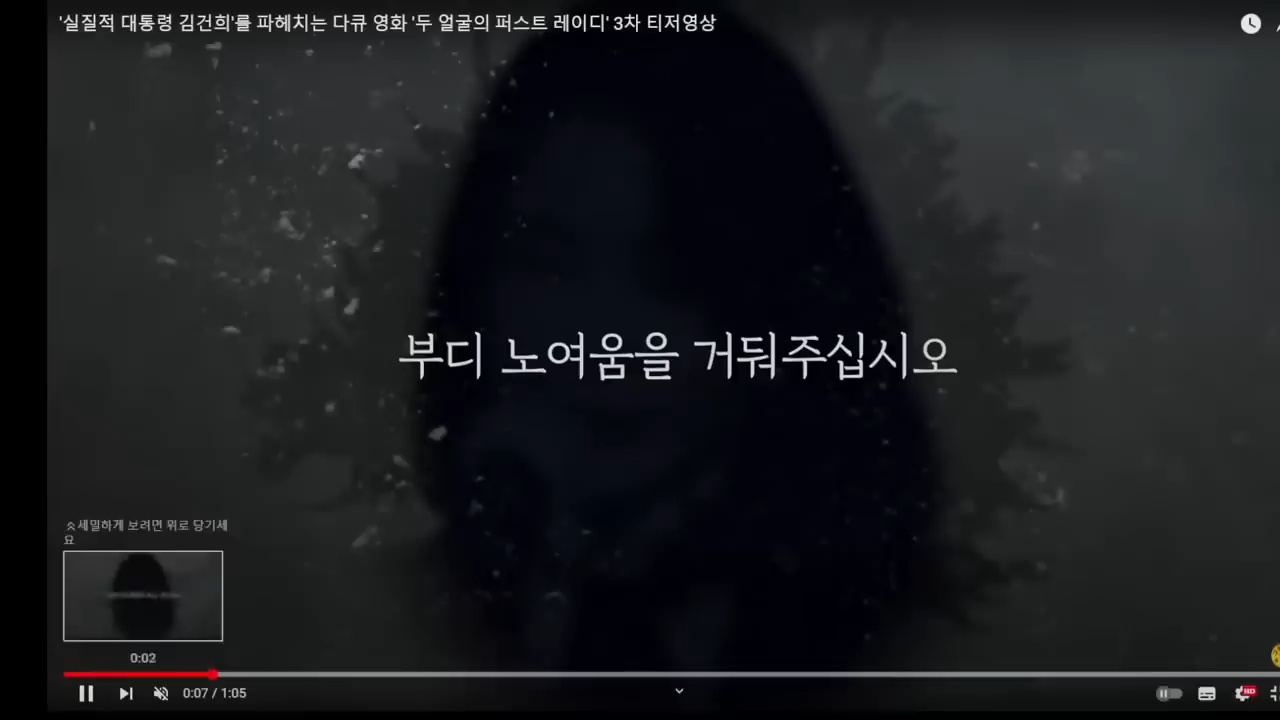 '실질적 대통령 김건희'를 파헤치는 다큐 영화 '두 얼굴의 퍼스트 레이디' 3차 티저영상
부디 노여움을 거둬주십시오
세밀하게 보려면 위로 당기세
요
0:02
0:07 / 1:05
HD